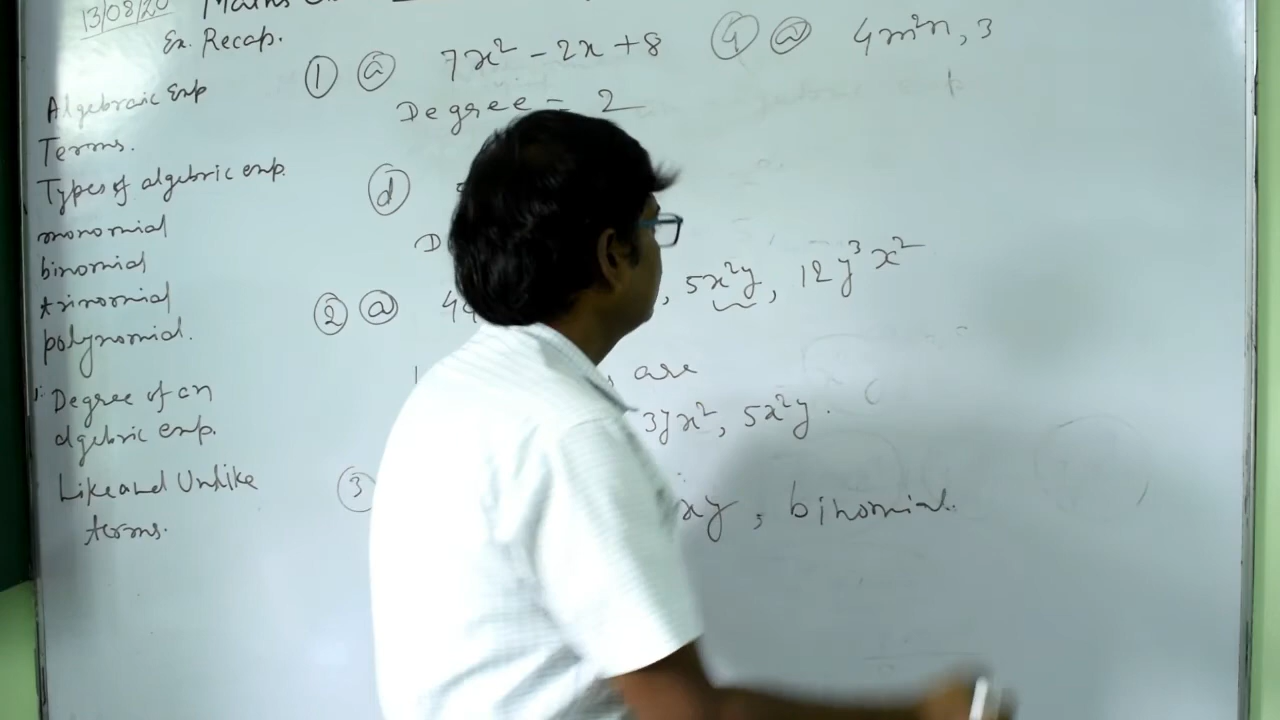 13/08/20 Maths
Ex. Recap.
Algebraic Exp
Terms.
Types of algebric exp.
monomial
binomial
trinomial
polynomial.
Degree of an
algebric exp.
Like and Unlike
terms.
① ⓐ 7x² - 2x + 8
Degree = 2
ⓓ
D
② ⓐ 4 , 5x²y, 12y³x²
, are
3yx², 5x²y.
③ xy, binomial.
④ ⓐ 4m²n, 3